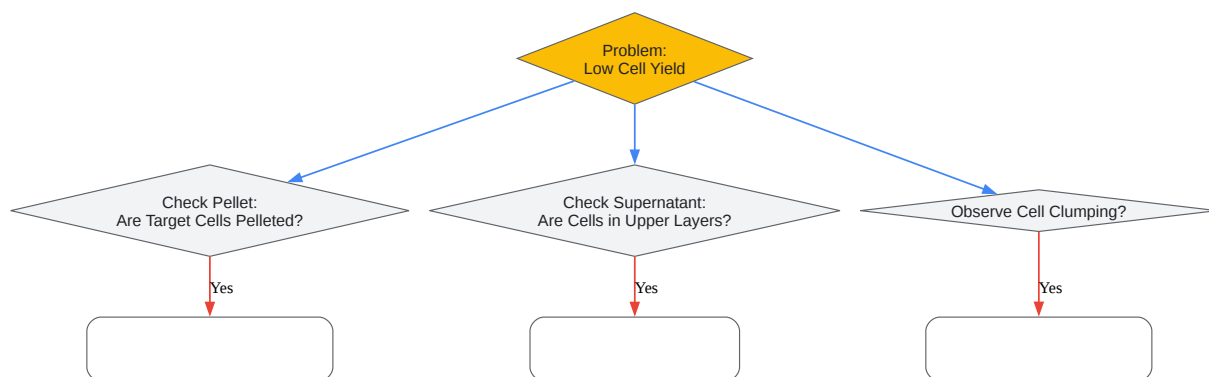 Problem:
Low Cell Yield
Check Pellet:
Are Target Cells Pelleted?
Check Supernatant:
Are Cells in Upper Layers?
Observe Cell Clumping?
Yes
Yes
Yes